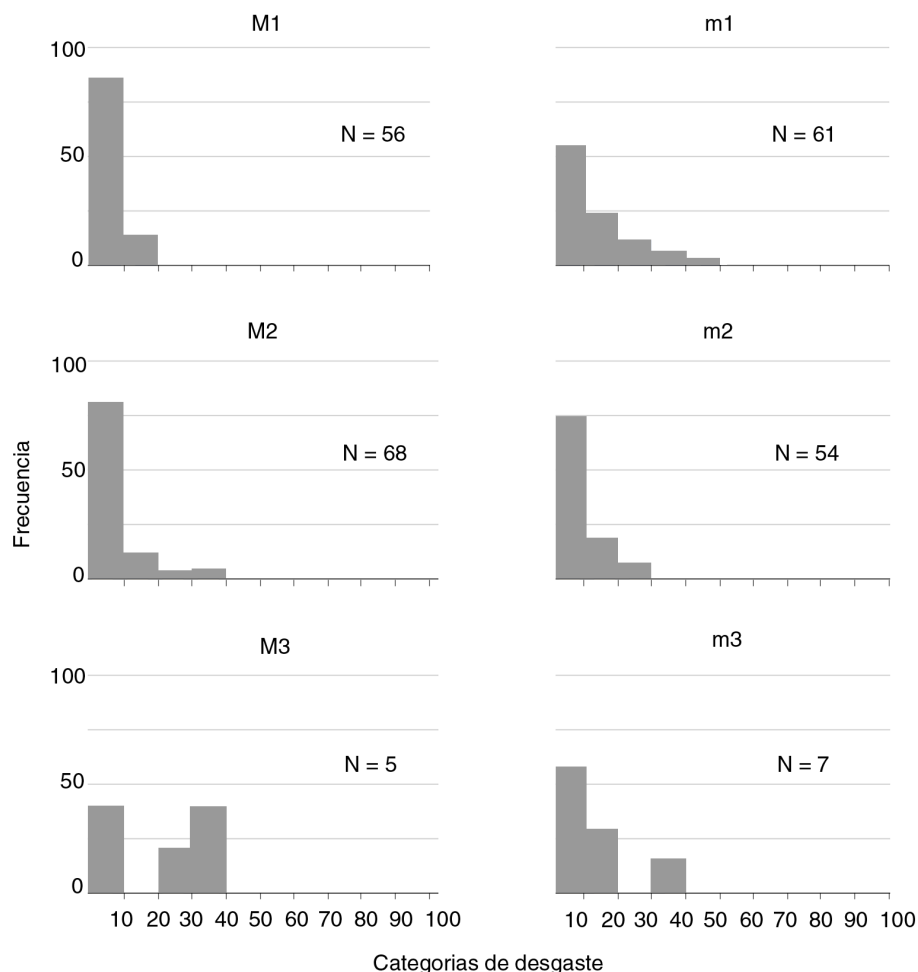 M1
m1
100
N = 56
N = 61
50
0
100
M2
m2
100
N = 68
N = 54
50
0
100
Frecuencia
M3
m3
100
N = 5
N = 7
50
0
10 20 30 40 50 60 70 80 90 100
10 20 30 40 50 60 70 80 90 100
Categorias de desgaste